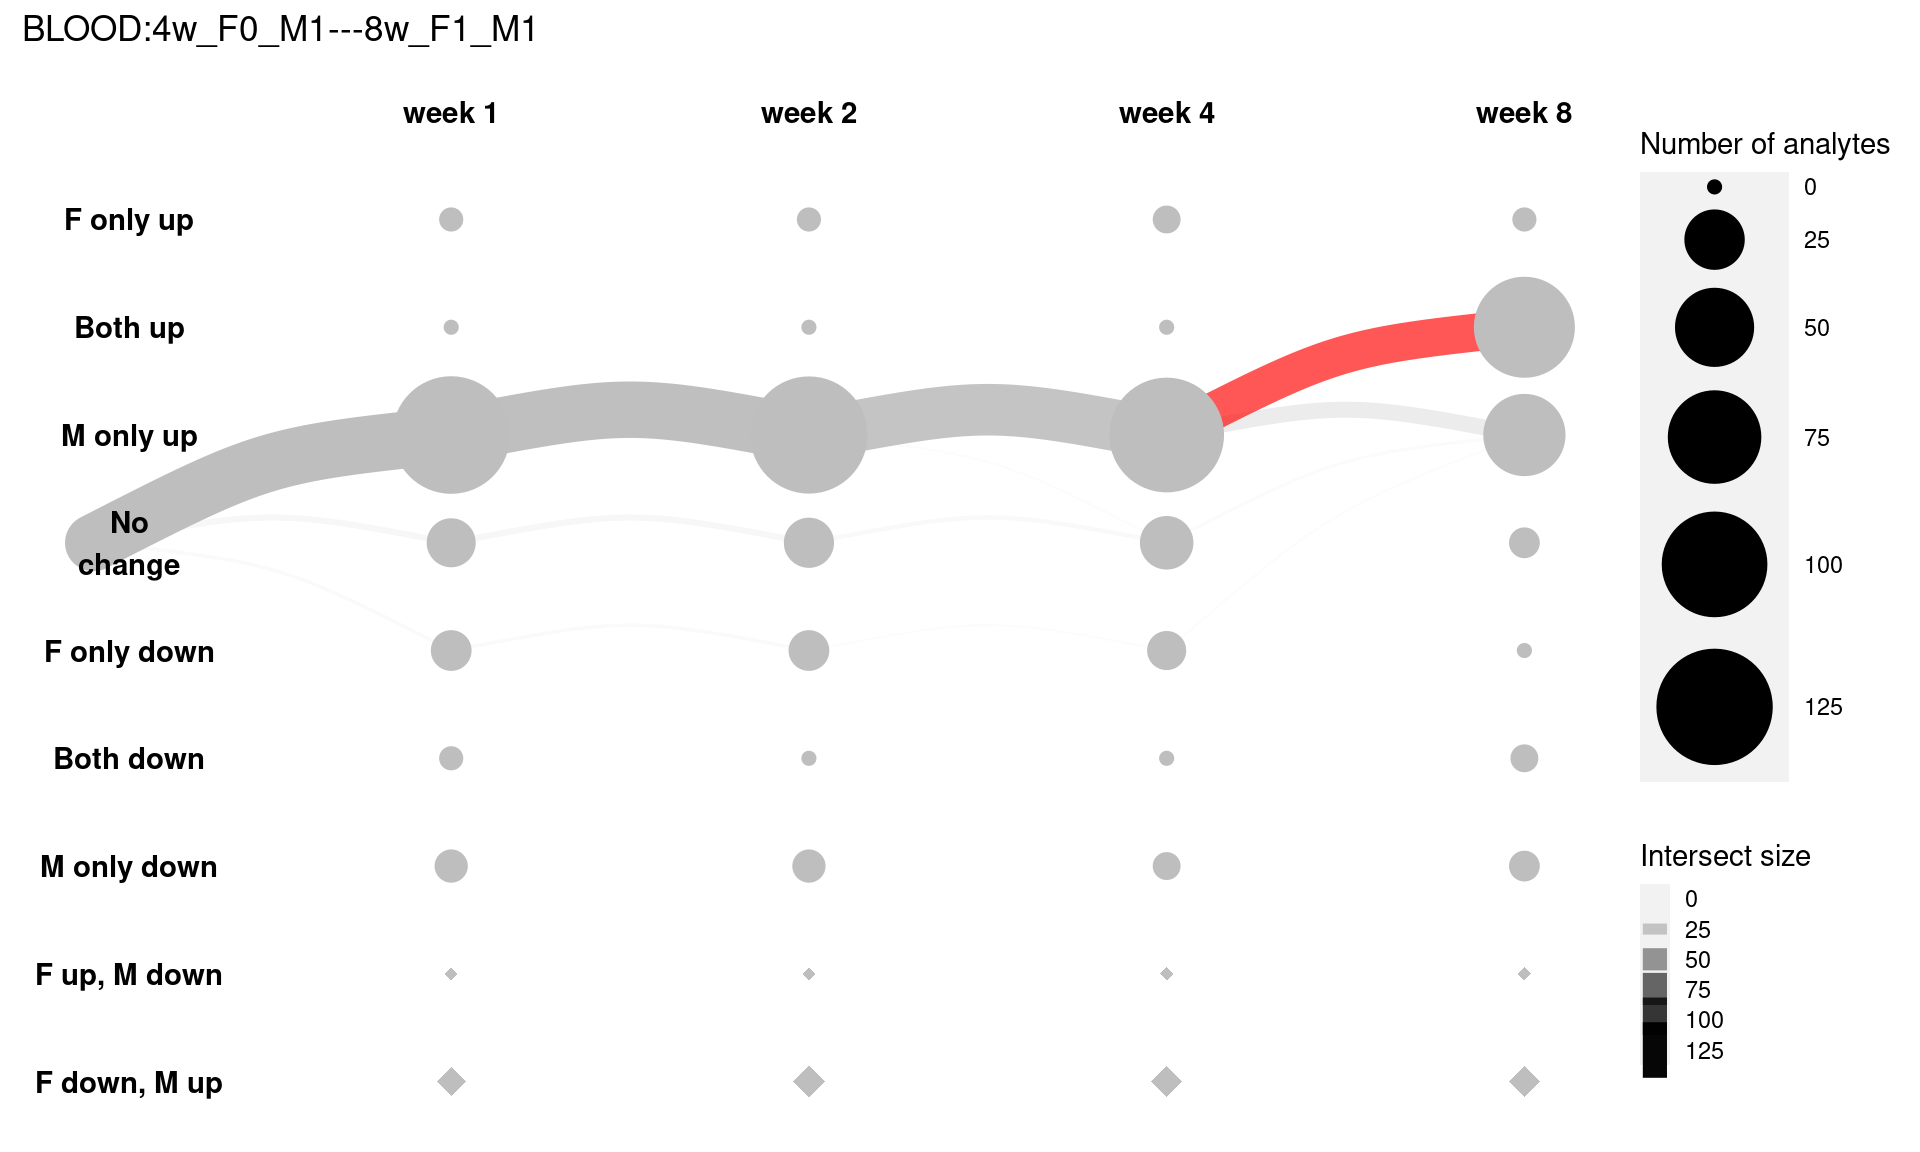 BLOOD:4w_F0_M1---8w_F1_M1
week 1
week 2
week 4
week 8
F only up
Both up
M only up
No
change
F only down
Both down
M only down
F up, M down
F down, M up
Number of analytes
0
25
50
75
100
125
Intersect size
0
25
50
75
100
125